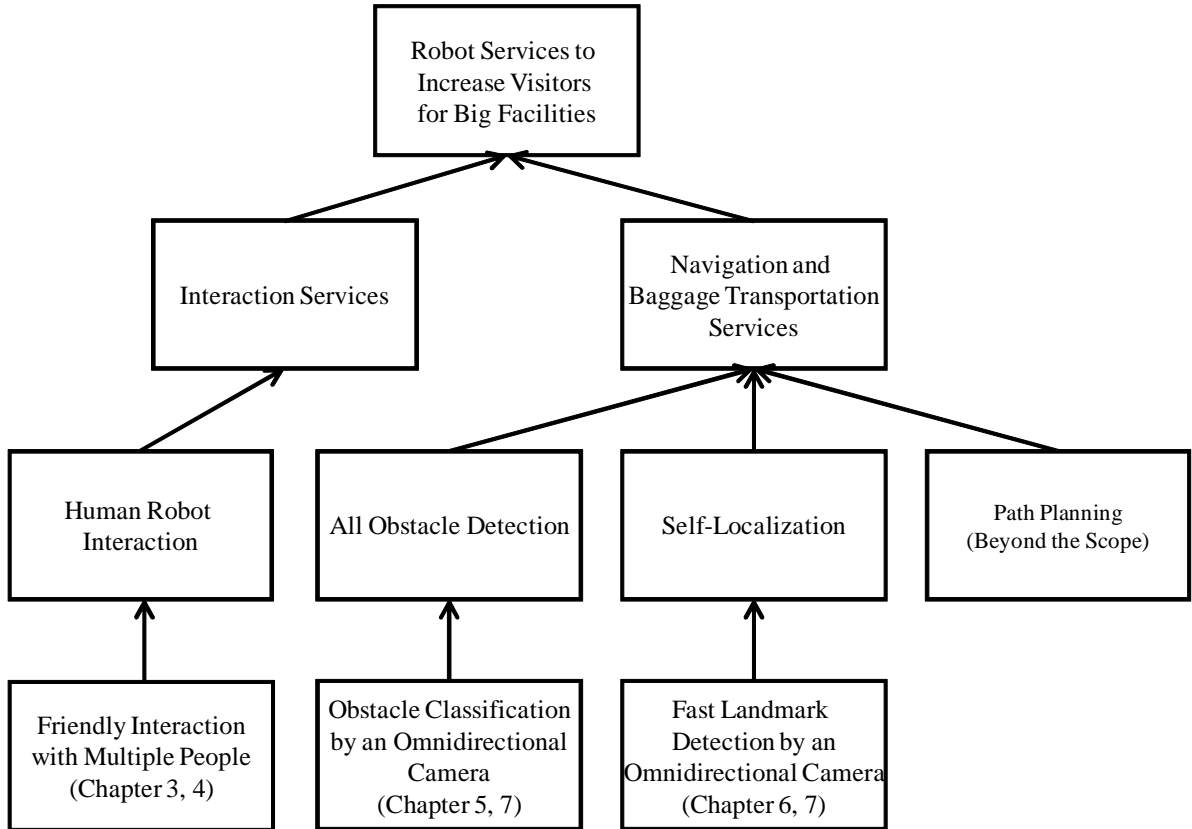 Robot Services to
Increase Visitors
for Big Facilities
Interaction Services
Navigation and
Baggage Transportation
Services
Human Robot
Interaction
All Obstacle Detection
Self-Localization
Path Planning
(Beyond the Scope)
Friendly Interaction
with Multiple People
(Chapter 3, 4)
Obstacle Classification
by an Omnidirectional
Camera
(Chapter 5, 7)
Fast Landmark
Detection by an
Omnidirectional Camera
(Chapter 6, 7)